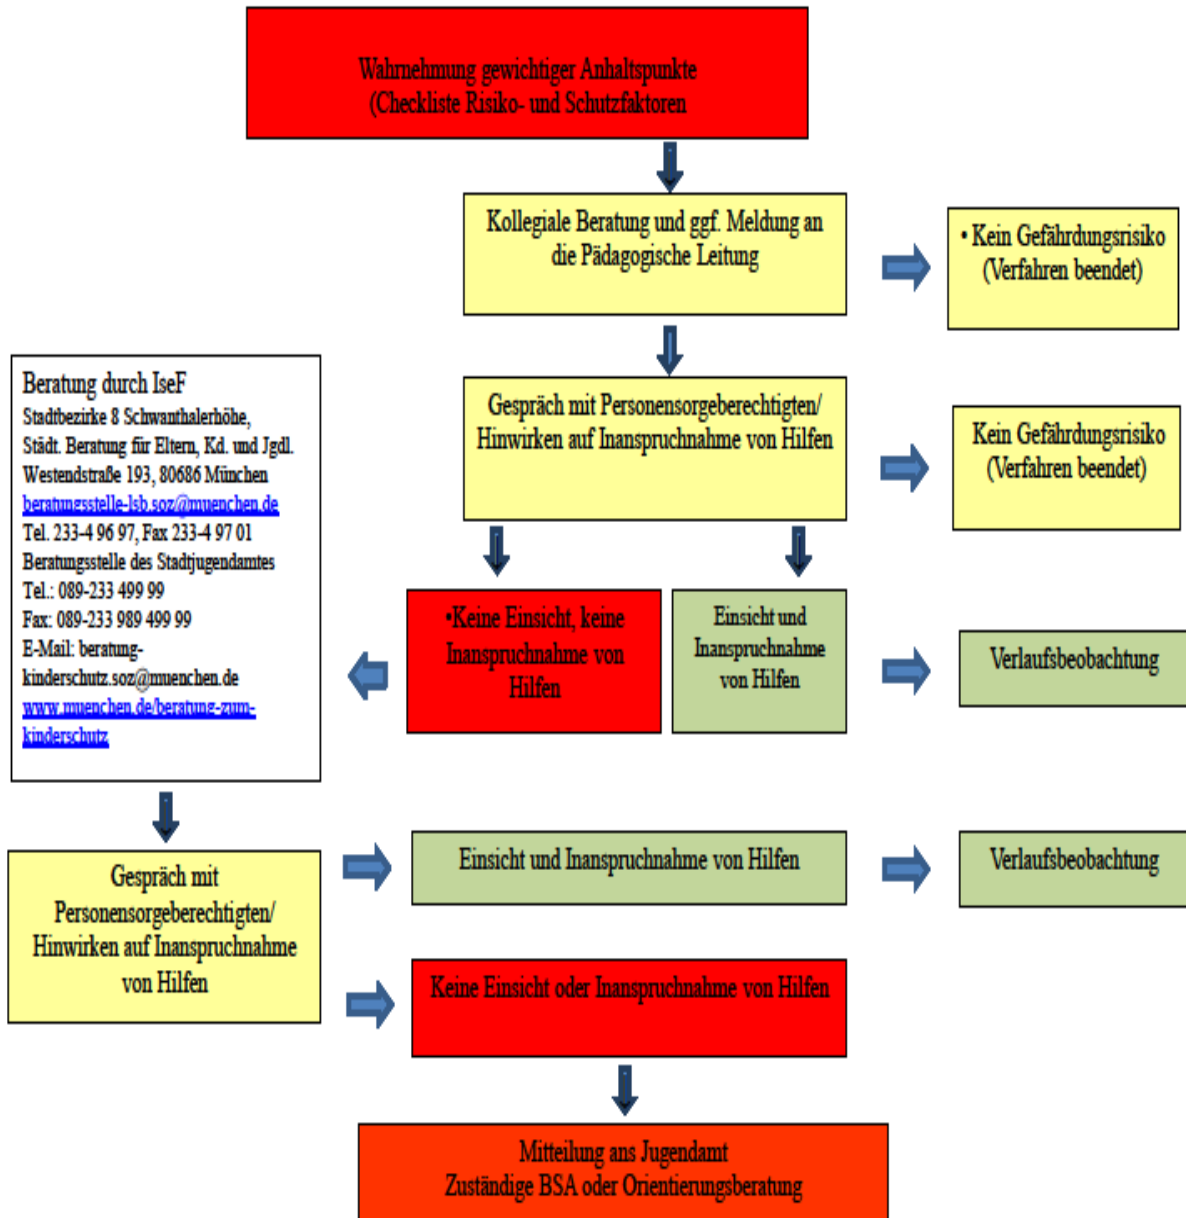 Wahrnehmung gewichtiger Anhaltspunkte
(Checkliste Risiko- und Schutzfaktoren
Kollegiale Beratung und ggf. Meldung an
die Pädagogische Leitung
• Kein Gefährdungsrisiko
(Verfahren beendet)
Gespräch mit Personensorgeberechtigten/
Hinwirken auf Inanspruchnahme von Hilfen
Kein Gefährdungsrisiko
(Verfahren beendet)
•Keine Einsicht, keine
Inanspruchnahme von
Hilfen
Einsicht und
Inanspruchnahme
von Hilfen
Verlaufsbeobachtung
Beratung durch IseF
Stadtbezirke 8 Schwanthalerhöhe,
Städt. Beratung für Eltern, Kd. und Jgdl.
Westendstraße 193, 80686 München
beratungsstelle-lsb.soz@muenchen.de
Tel. 233-4 96 97, Fax 233-4 97 01
Beratungsstelle des Stadtjugendamtes
Tel.: 089-233 499 99
Fax: 089-233 989 499 99
E-Mail: beratung-
kinderschutz.soz@muenchen.de
www.muenchen.de/beratung-zum-
kinderschutz
Gespräch mit
Personensorgeberechtigten/
Hinwirken auf Inanspruchnahme
von Hilfen
Einsicht und Inanspruchnahme von Hilfen
Verlaufsbeobachtung
Keine Einsicht oder Inanspruchnahme von Hilfen
Mitteilung ans Jugendamt
Zuständige BSA oder Orientierungsberatung